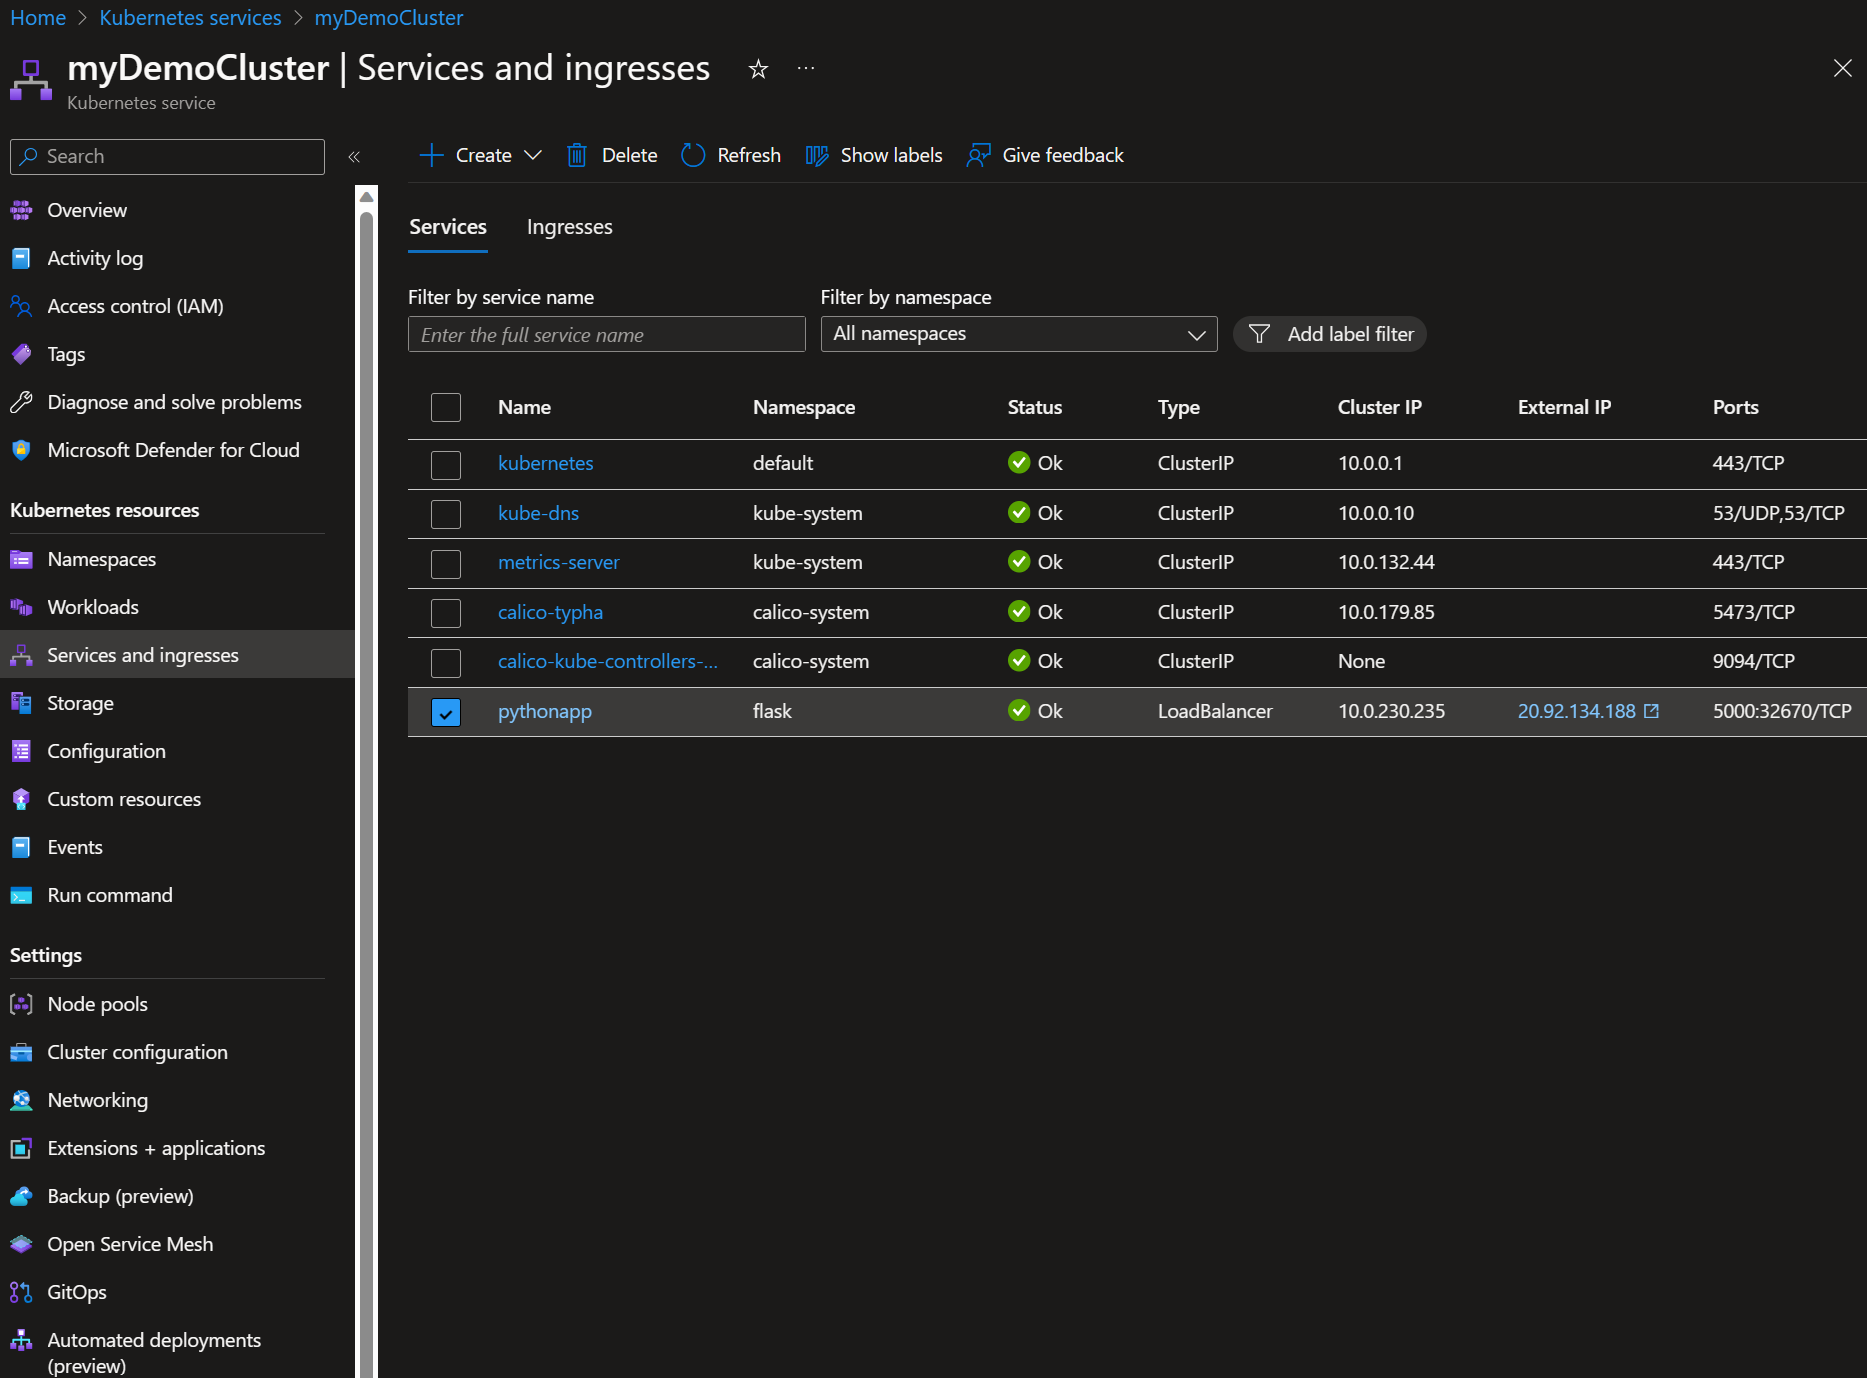 Home > Kubernetes services > myDemoCluster
myDemoCluster | Services and ingresses
Kubernetes service
Search
Overview
Activity log
Access control (IAM)
Tags
Diagnose and solve problems
Microsoft Defender for Cloud
Kubernetes resources
Namespaces
Workloads
Services and ingresses
Storage
Configuration
Custom resources
Events
Run command
Settings
Node pools
Cluster configuration
Networking
Extensions + applications
Backup (preview)
Open Service Mesh
GitOps
Automated deployments
(preview)
Create Delete Refresh Show labels Give feedback
Services Ingresses
Filter by service name Filter by namespace
Enter the full service name All namespaces Add label filter
Name Namespace Status Type Cluster IP External IP Ports
kubernetes default Ok ClusterIP 10.0.0.1 443/TCP
kube-dns kube-system Ok ClusterIP 10.0.0.10 53/UDP,53/TCP
metrics-server kube-system Ok ClusterIP 10.0.132.44 443/TCP
calico-typha calico-system Ok ClusterIP 10.0.179.85 5473/TCP
calico-kube-controllers-... calico-system Ok ClusterIP None 9094/TCP
pythonapp flask Ok LoadBalancer 10.0.230.235 20.92.134.188 5000:32670/TCP